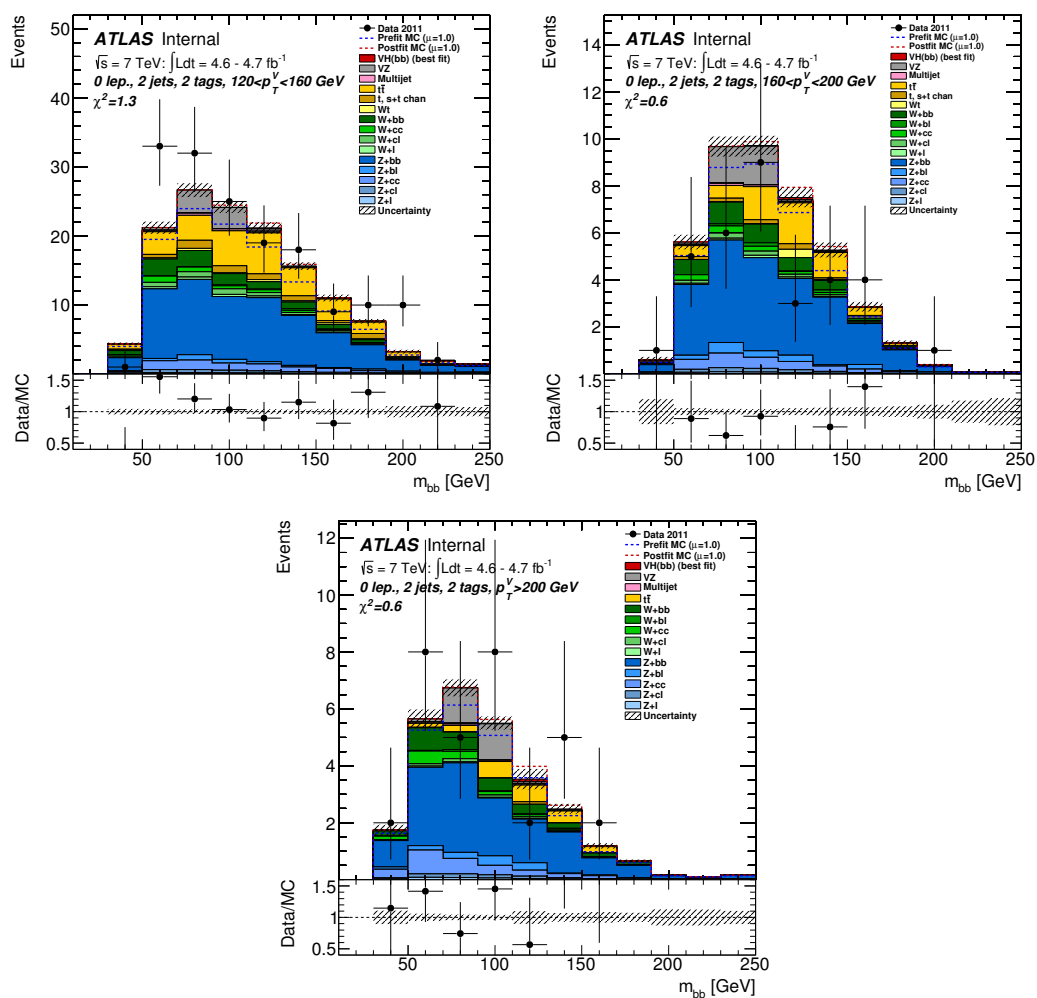 Events
50
40
30
20
10
ATLAS Internal
√s = 7 TeV: ∫Ldt = 4.6 - 4.7 fb⁻¹
0 lep., 2 jets, 2 tags, 120<p_T^V<160 GeV
χ²=1.3
Data 2011
Prefit MC (μ=1.0)
Postfit MC (μ=1.0)
VH(bb) (best fit)
VZ
Multijet
tt̄
t, s+t chan
Wt
W+bb
W+bl
W+cc
W+cl
W+l
Z+bb
Z+bl
Z+cc
Z+cl
Z+l
Uncertainty
Data/MC
1.5
1
0.5
50 100 150 200 250
m_bb [GeV]
Events
14
12
10
8
6
4
2
ATLAS Internal
√s = 7 TeV: ∫Ldt = 4.6 - 4.7 fb⁻¹
0 lep., 2 jets, 2 tags, 160<p_T^V<200 GeV
χ²=0.6
Data 2011
Prefit MC (μ=1.0)
Postfit MC (μ=1.0)
VH(bb) (best fit)
VZ
Multijet
tt̄
t, s+t chan
Wt
W+bb
W+bl
W+cc
W+cl
W+l
Z+bb
Z+bl
Z+cc
Z+cl
Z+l
Uncertainty
Data/MC
1.5
1
0.5
50 100 150 200 250
m_bb [GeV]
Events
12
10
8
6
4
2
ATLAS Internal
√s = 7 TeV: ∫Ldt = 4.6 - 4.7 fb⁻¹
0 lep., 2 jets, 2 tags, p_T^V>200 GeV
χ²=0.6
Data 2011
Prefit MC (μ=1.0)
Postfit MC (μ=1.0)
VH(bb) (best fit)
VZ
Multijet
tt̄
W+bb
W+bl
W+cc
W+cl
W+l
Z+bb
Z+bl
Z+cc
Z+cl
Z+l
Uncertainty
Data/MC
1.5
1
0.5
50 100 150 200 250
m_bb [GeV]